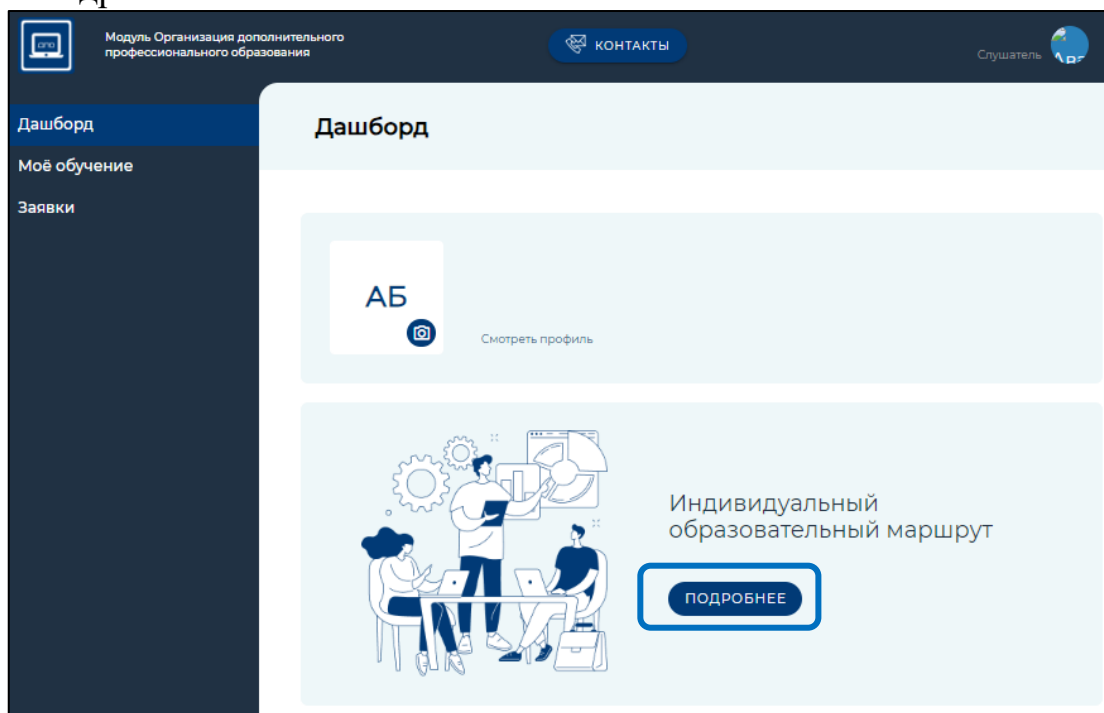 Модуль Организация дополнительного
профессионального образования
КОНТАКТЫ
Слушатель
Дашборд
Моё обучение
Заявки
Дашборд
АБ
Смотреть профиль
Индивидуальный
образовательный маршрут
ПОДРОБНЕЕ